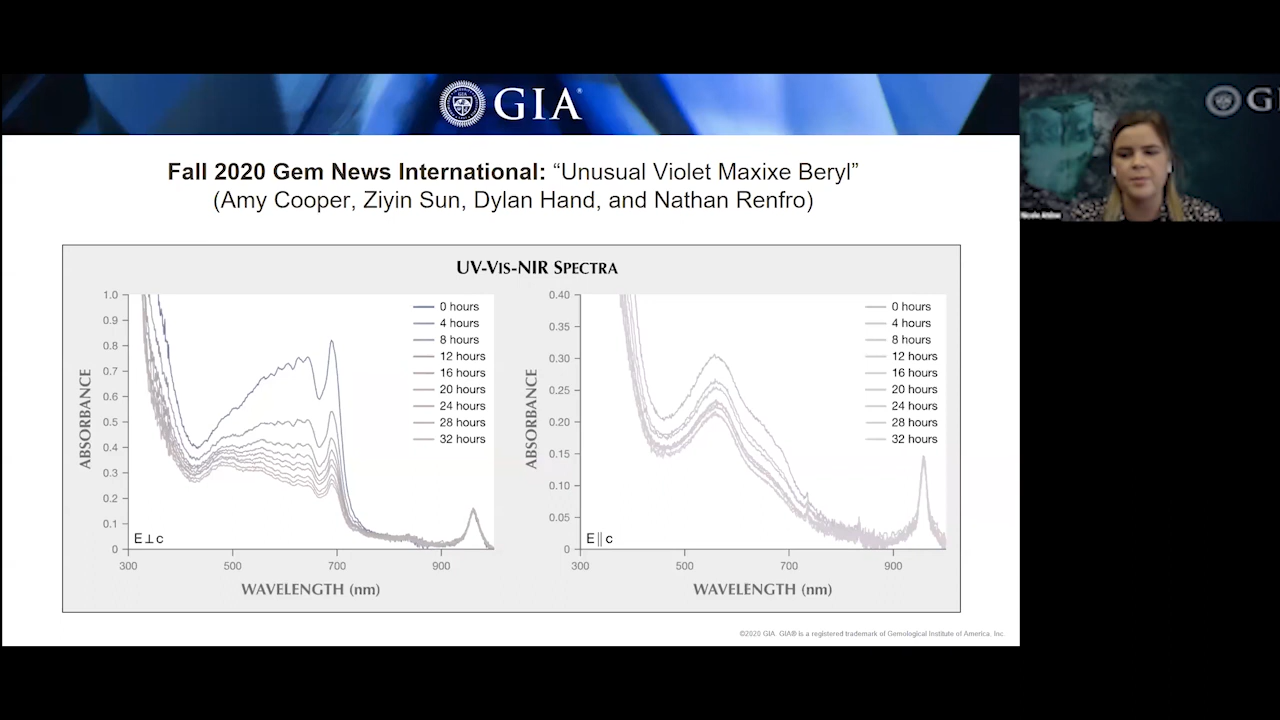 GIA
®
Fall 2020 Gem News International: “Unusual Violet Maxixe Beryl”
(Amy Cooper, Ziyin Sun, Dylan Hand, and Nathan Renfro)
UV-VIS-NIR SPECTRA
ABSORBANCE
1.0
0.9
0.8
0.7
0.6
0.5
0.4
0.3
0.2
0.1
0
300
500
700
900
WAVELENGTH (nm)
E⊥c
0 hours
4 hours
8 hours
12 hours
16 hours
20 hours
24 hours
28 hours
32 hours
ABSORBANCE
0.40
0.35
0.30
0.25
0.20
0.15
0.10
0.05
0
300
500
700
900
WAVELENGTH (nm)
E||c
0 hours
4 hours
8 hours
12 hours
16 hours
20 hours
24 hours
28 hours
32 hours
©2020 GIA. GIA® is a registered trademark of Gemological Institute of America. Inc.
G
Nicole